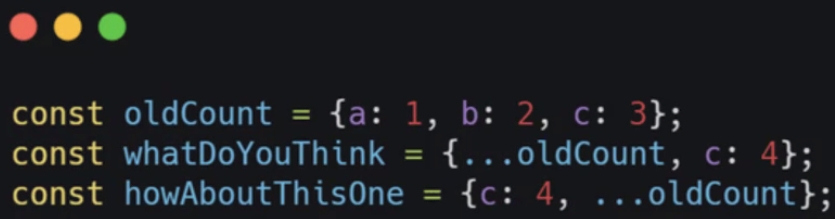 const oldCount = {a: 1, b: 2, c: 3};
const whatDoYouThink = {...oldCount, c: 4};
const howAboutThisOne = {c: 4, ...oldCount};